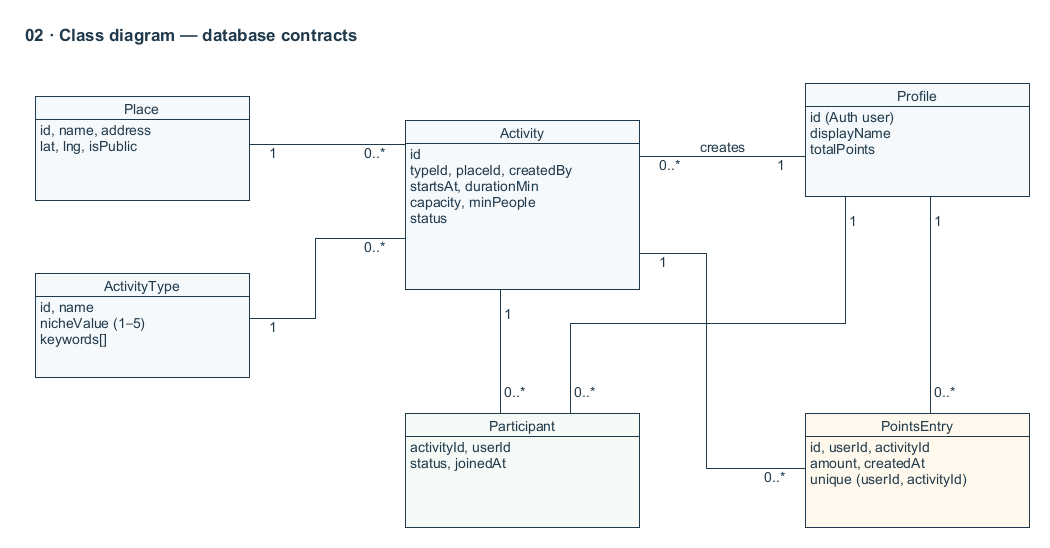 02 · Class diagram — database contracts
Place
id, name, address
lat, lng, isPublic
1
0..*
Activity
id
typeId, placeId, createdBy
startsAt, durationMin
capacity, minPeople
status
creates
0..*
1
Profile
id (Auth user)
displayName
totalPoints
ActivityType
id, name
nicheValue (1–5)
keywords[]
1
0..*
1
1
1
1
0..*
0..*
0..*
Participant
activityId, userId
status, joinedAt
0..*
PointsEntry
id, userId, activityId
amount, createdAt
unique (userId, activityId)